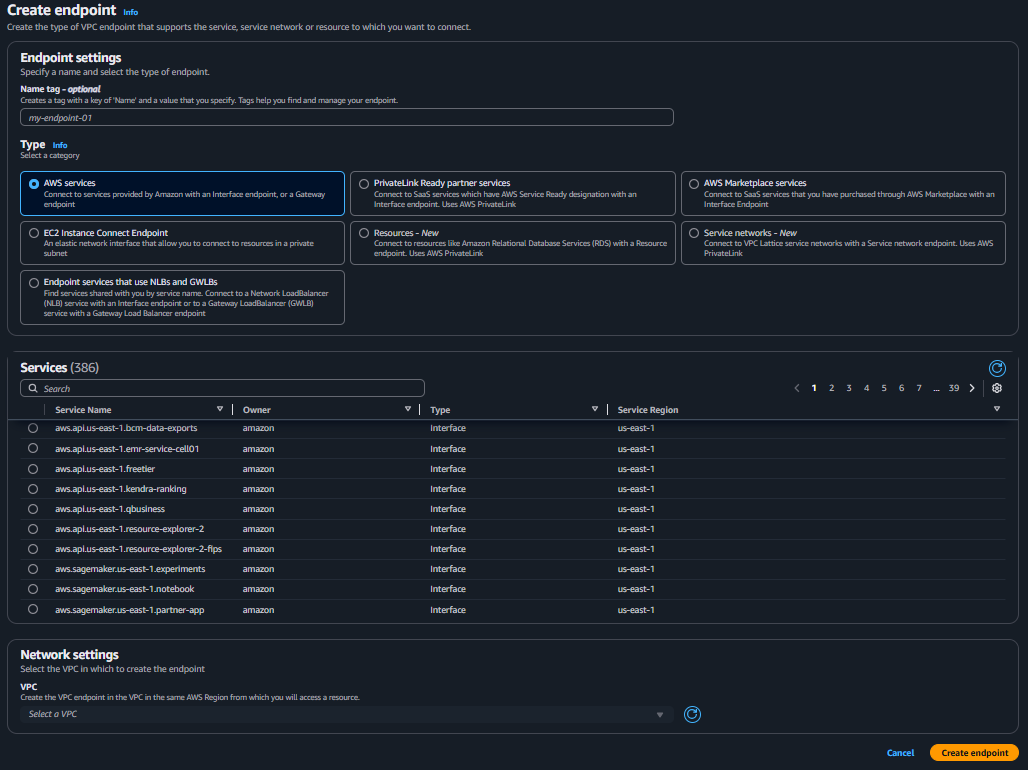 Create endpoint Info
Create the type of VPC endpoint that supports the service, service network or resource to which you want to connect.
Endpoint settings
Specify a name and select the type of endpoint.
Name tag - optional
Creates a tag with a key of 'Name' and a value that you specify. Tags help you find and manage your endpoint.
my-endpoint-01
Type Info
Select a category
AWS services
Connect to services provided by Amazon with an Interface endpoint, or a Gateway
endpoint
PrivateLink Ready partner services
Connect to SaaS services which have AWS Service Ready designation with an
Interface endpoint. Uses AWS PrivateLink
AWS Marketplace services
Connect to SaaS services that you have purchased through AWS Marketplace with an
Interface Endpoint
EC2 Instance Connect Endpoint
An elastic network interface that allow you to connect to resources in a private
subnet
Resources - New
Connect to resources like Amazon Relational Database Services (RDS) with a Resource
endpoint. Uses AWS PrivateLink
Service networks - New
Connect to VPC Lattice service networks with a Service network endpoint. Uses AWS
PrivateLink
Endpoint services that use NLBs and GWLBs
Find services shared with you by service name. Connect to a Network LoadBalancer
(NLB) service with an Interface endpoint or to a Gateway LoadBalancer (GWLB)
service with a Gateway Load Balancer endpoint
Services (386)
Search
1 2 3 4 5 6 7 ... 39
Service Name Owner Type Service Region
aws.api.us-east-1.bcm-data-exports amazon Interface us-east-1
aws.api.us-east-1.emr-service-cell01 amazon Interface us-east-1
aws.api.us-east-1.freetier amazon Interface us-east-1
aws.api.us-east-1.kendra-ranking amazon Interface us-east-1
aws.api.us-east-1.qbusiness amazon Interface us-east-1
aws.api.us-east-1.resource-explorer-2 amazon Interface us-east-1
aws.api.us-east-1.resource-explorer-2-fips amazon Interface us-east-1
aws.sagemaker.us-east-1.experiments amazon Interface us-east-1
aws.sagemaker.us-east-1.notebook amazon Interface us-east-1
aws.sagemaker.us-east-1.partner-app amazon Interface us-east-1
Network settings
Select the VPC in which to create the endpoint
VPC
Create the VPC endpoint in the VPC in the same AWS Region from which you will access a resource.
Select a VPC
Cancel Create endpoint